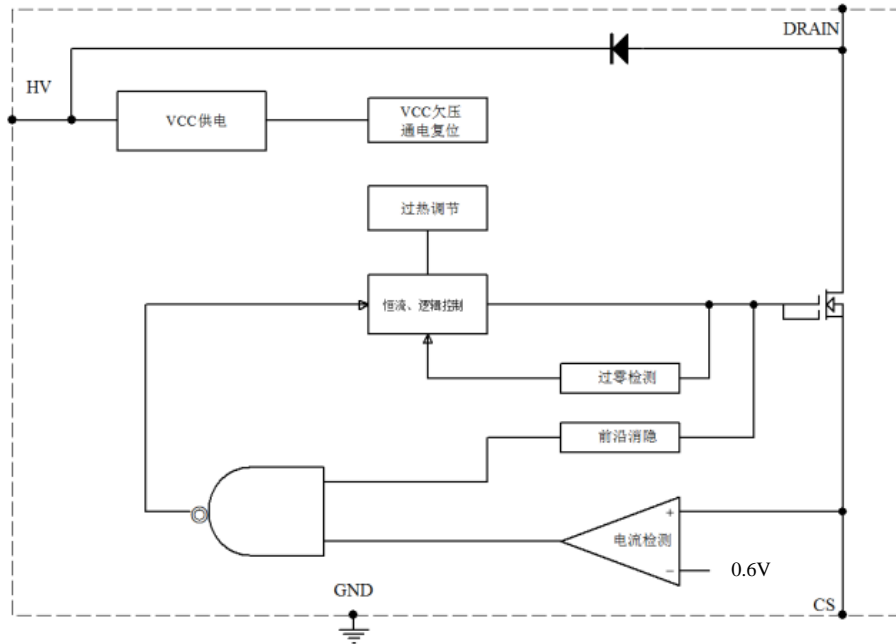 DRAIN
HV
VCC供电
VCC欠压
通电复位
过热调节
恒流、逻辑控制
过零检测
前沿消隐
+
电流检测
-
0.6V
GND
CS